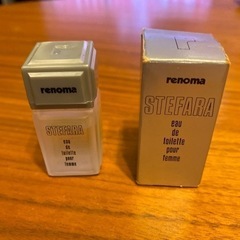 renoma
STEFARA
eau
de
toilette
pour
femme
renoma
STEFARA
eau
de
toilette
pour
femme